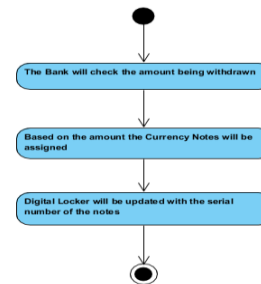 The Bank will check the amount being withdrawn
Based on the amount the Currency Notes will be
assigned
Digital Locker will be updated with the serial
number of the notes